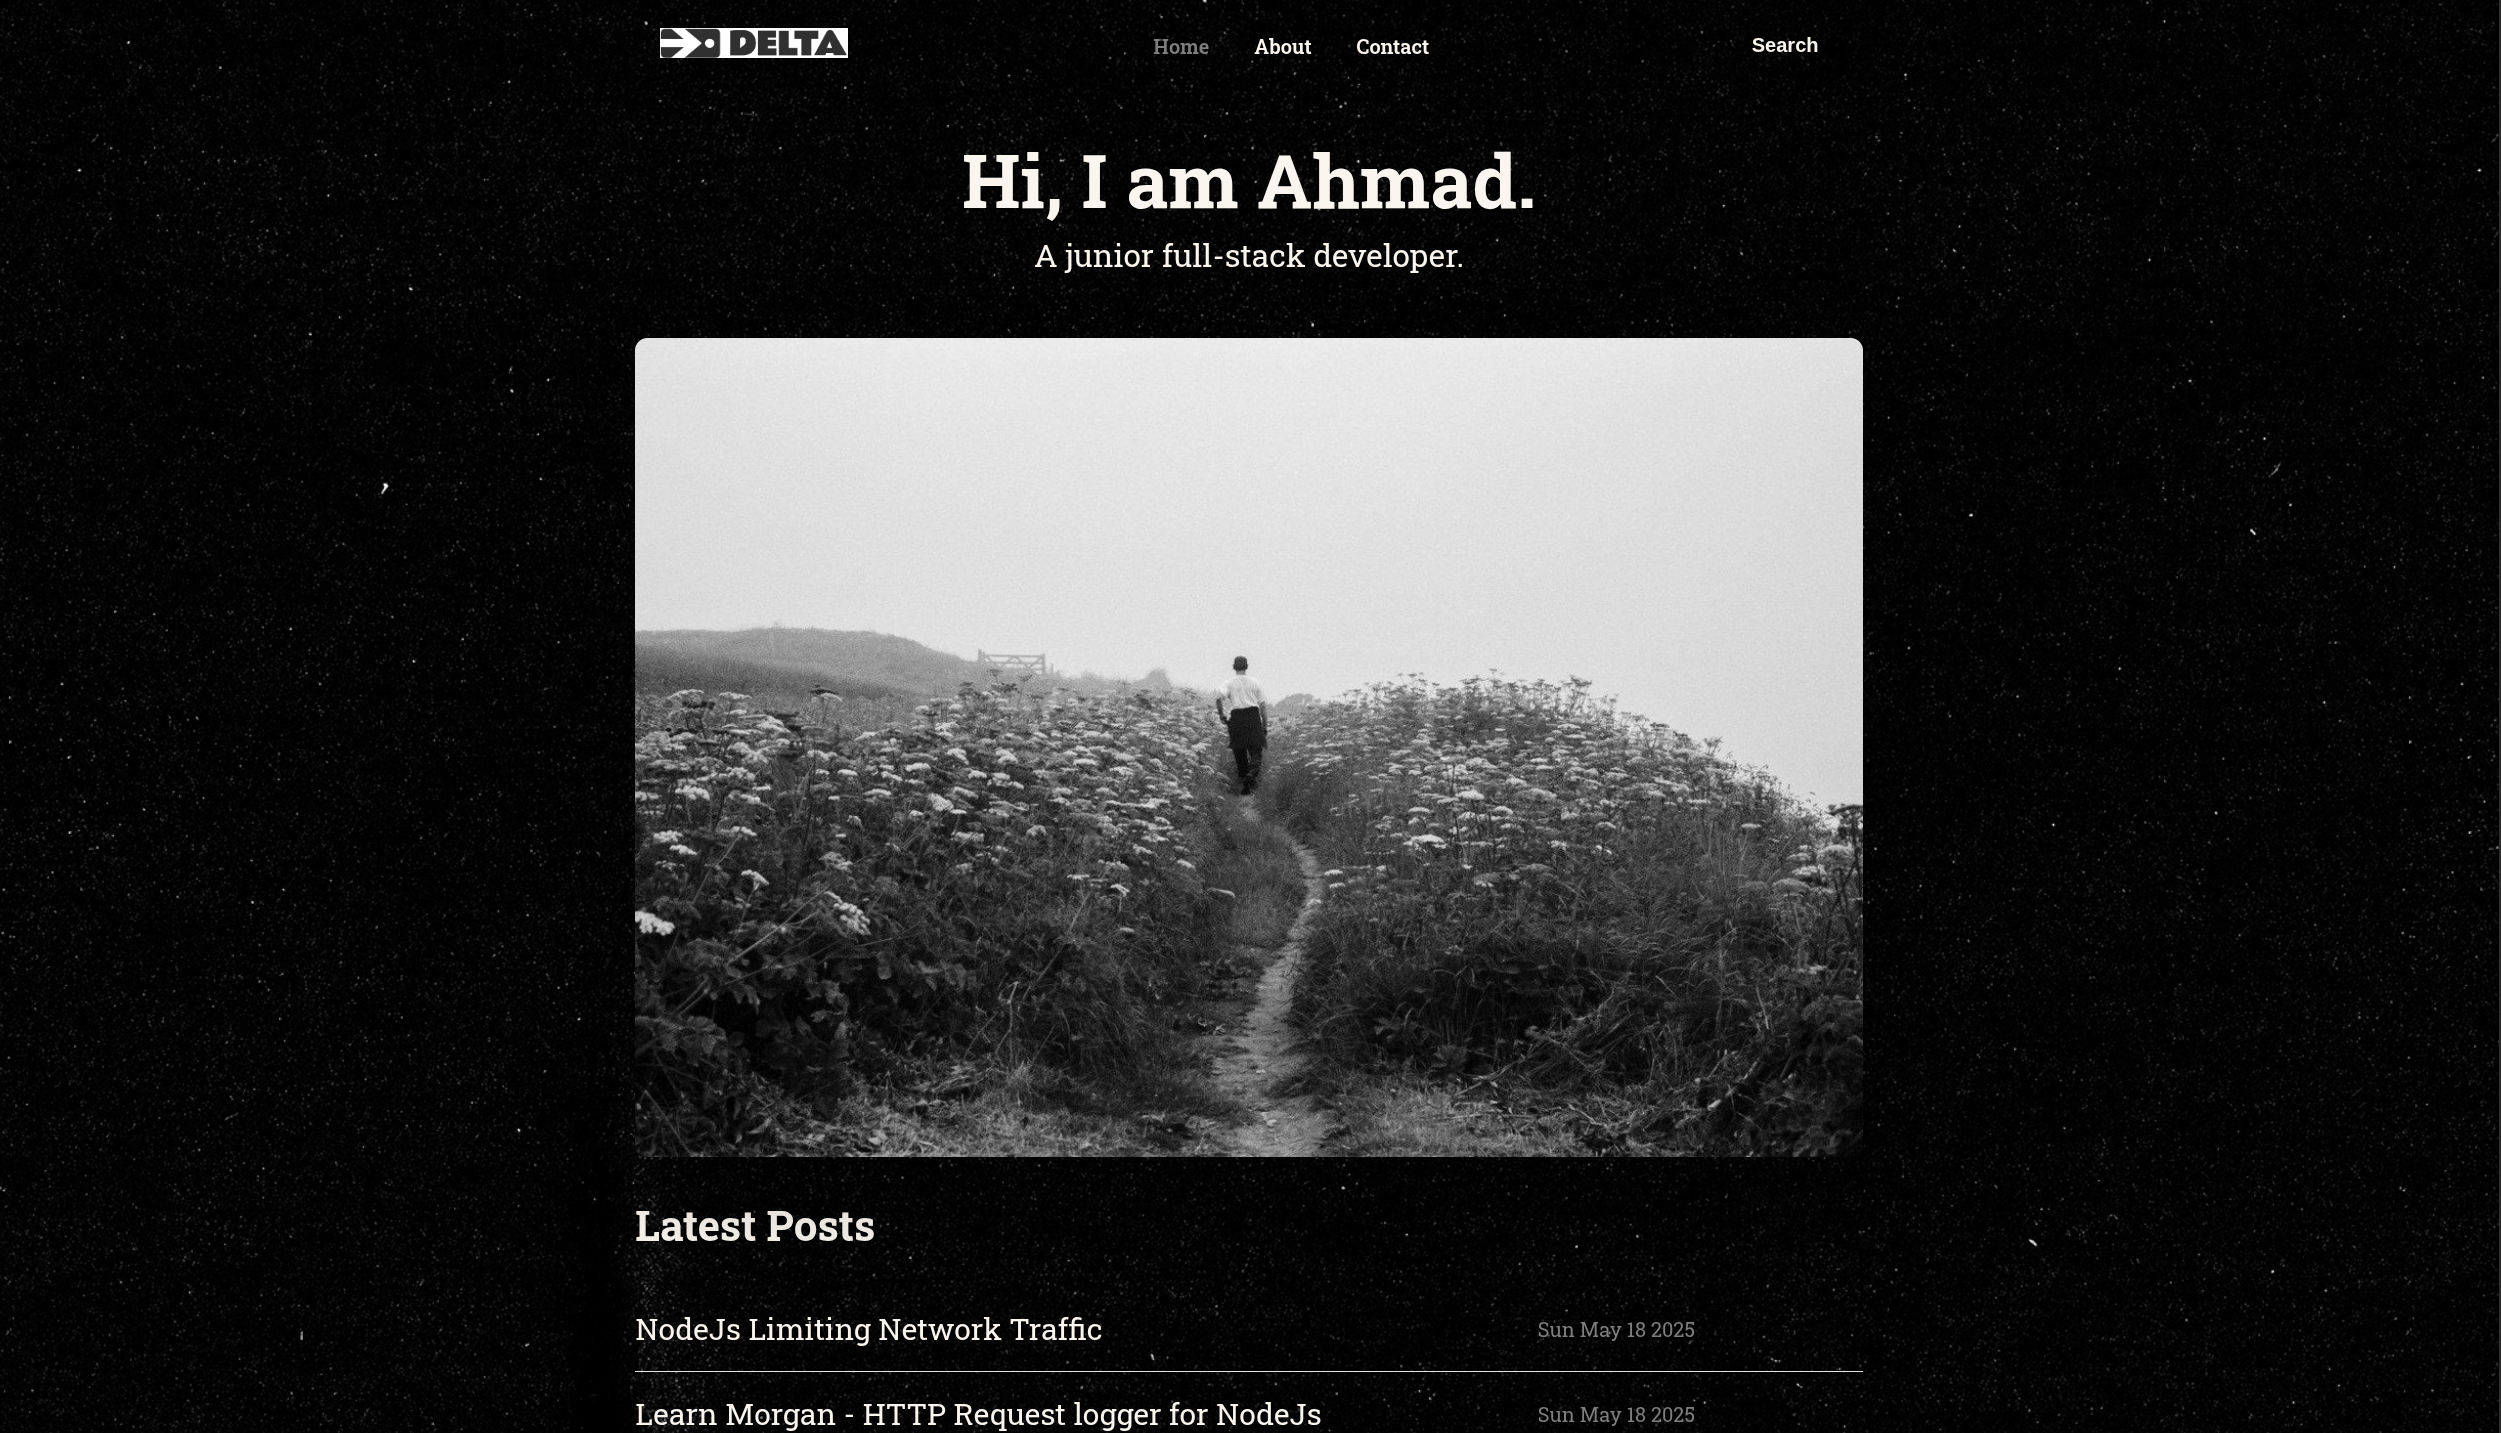 DELTA
Home About Contact
Search
Hi, I am Ahmad.
A junior full-stack developer.
Latest Posts
NodeJs Limiting Network Traffic
Sun May 18 2025
Learn Morgan - HTTP Request logger for NodeJs
Sun May 18 2025